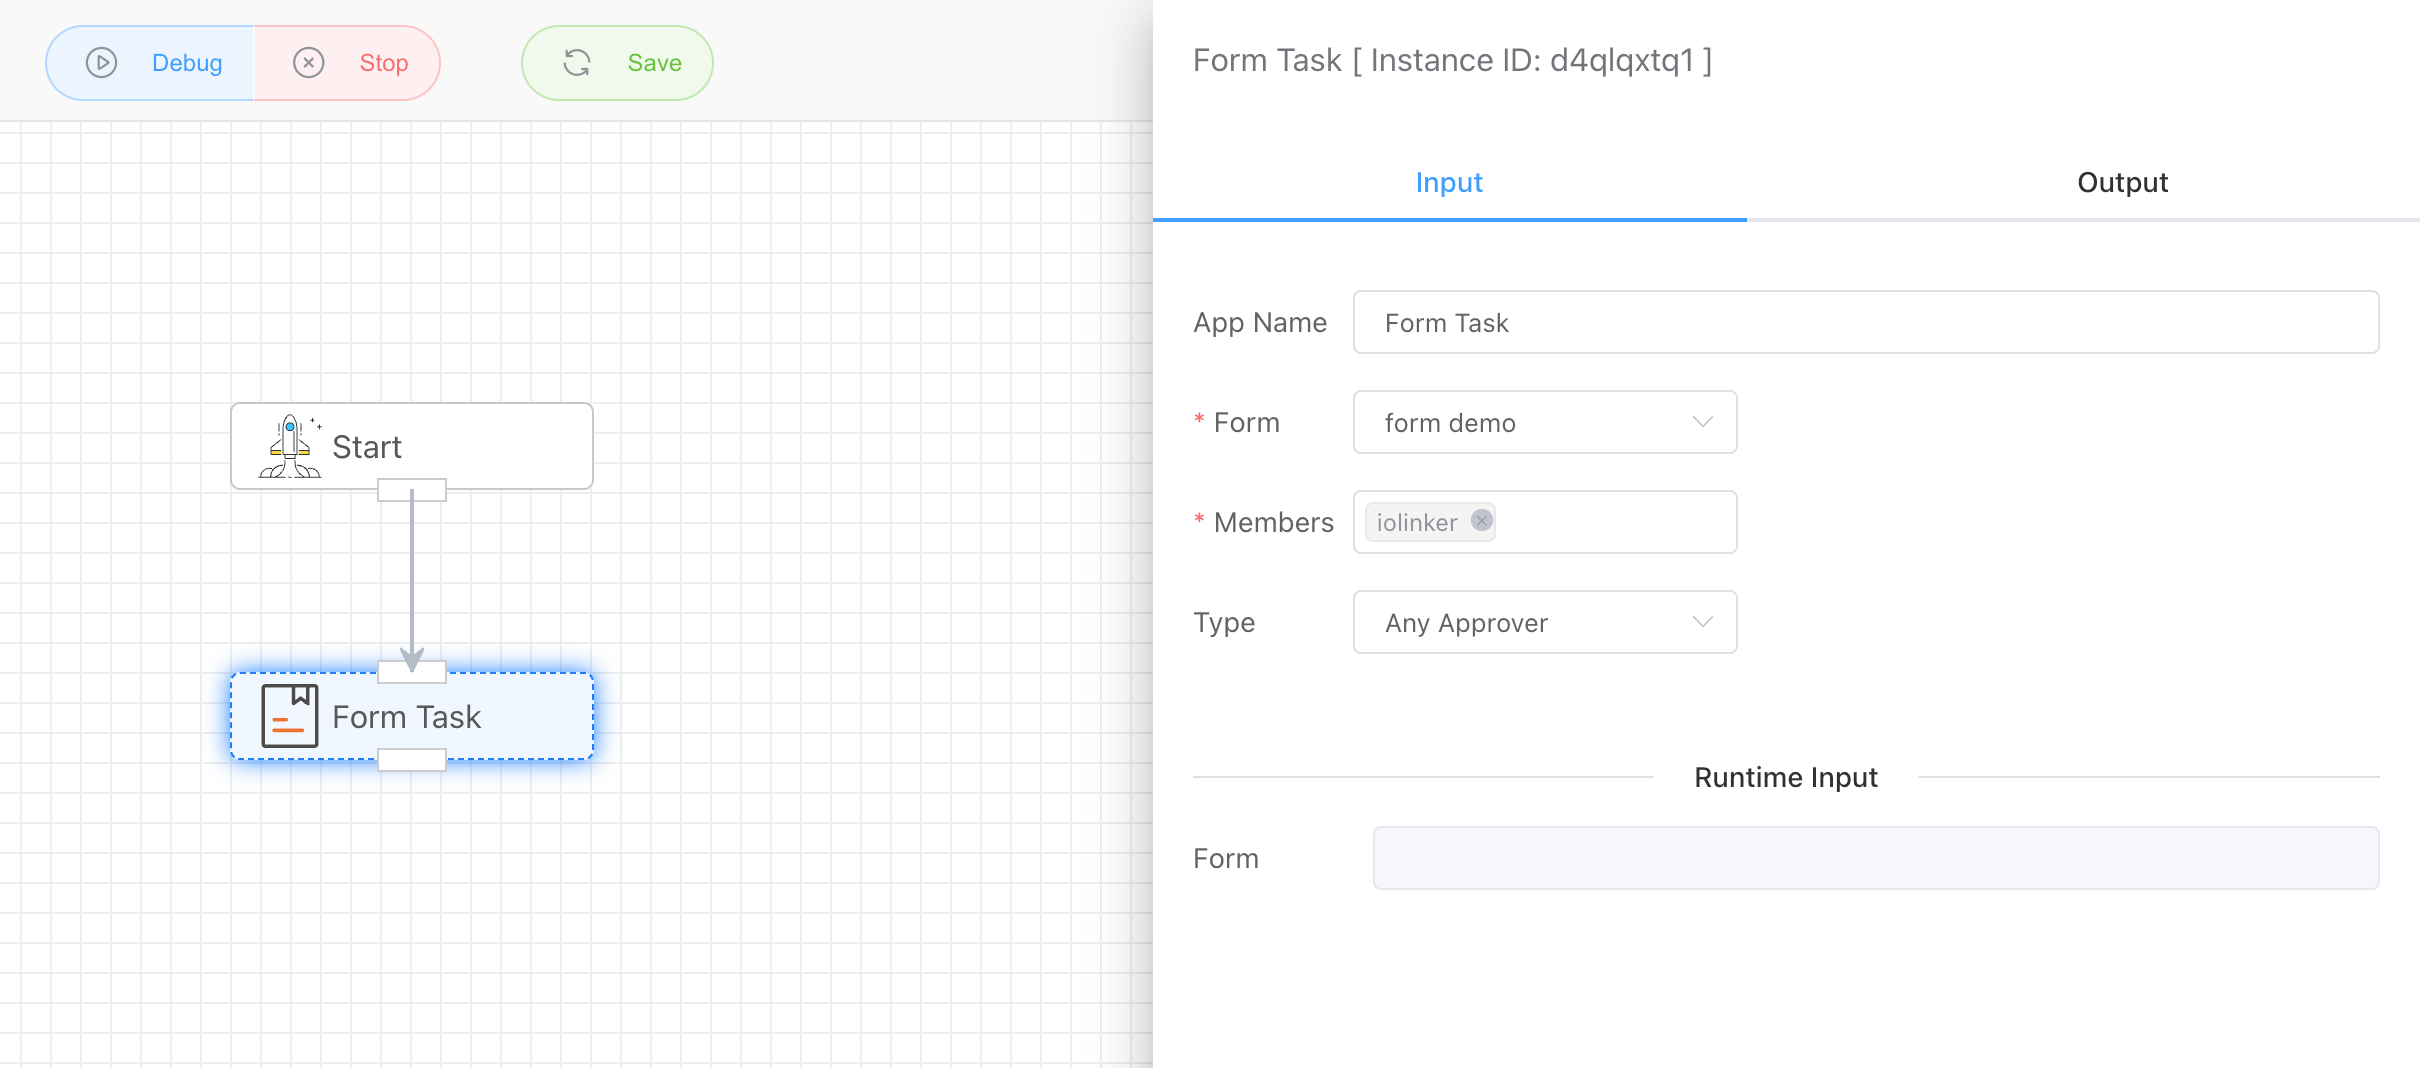 Debug
Stop
Save
Start
Form Task
Form Task [ Instance ID: d4qlqxtq1 ]
Input
Output
App Name
Form Task
* Form
form demo
* Members
iolinker
Type
Any Approver
Runtime Input
Form